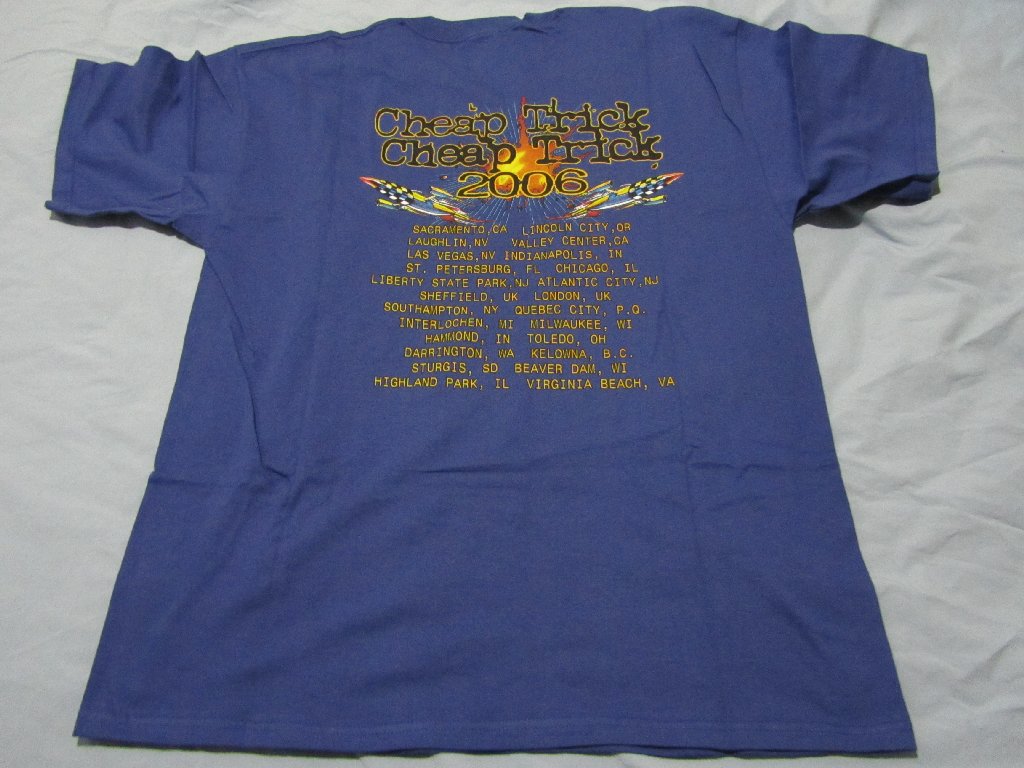 Cheap Trick
Cheap Trick
2006
SACRAMENTO,CA LINCOLN CITY,OR
LAUGHLIN,NV VALLEY CENTER,CA
LAS VEGAS,NV INDIANAPOLIS, IN
ST. PETERSBURG, FL CHICAGO, IL
LIBERTY STATE PARK,NJ ATLANTIC CITY,NJ
SHEFFIELD, UK LONDON, UK
SOUTHAMPTON, NY QUEBEC CITY, P.Q.
INTERLOCHEN, MI MILWAUKEE, WI
HAMMOND, IN TOLEDO, OH
DARRINGTON, WA KELOWNA, B.C.
STURGIS, SD BEAVER DAM, WI
HIGHLAND PARK, IL VIRGINIA BEACH, VA